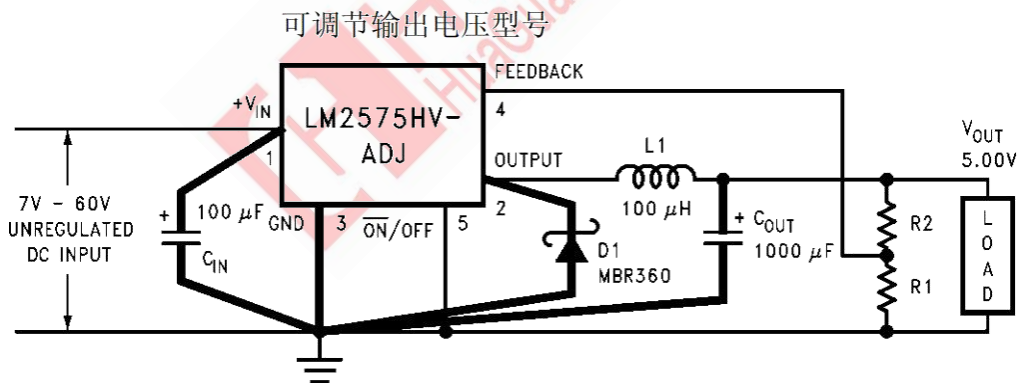 可调节输出电压型号
HuaGua
FEEDBACK
+VIN
LM2575HV-
ADJ
4
1
OUTPUT
L1
VOUT
5.00V
7V - 60V
UNREGULATED
DC INPUT
+
100 μF
CIN
GND
3
ON/OFF
5
2
100 μH
D1
MBR360
+
COUT
1000 μF
R2
R1
LOAD